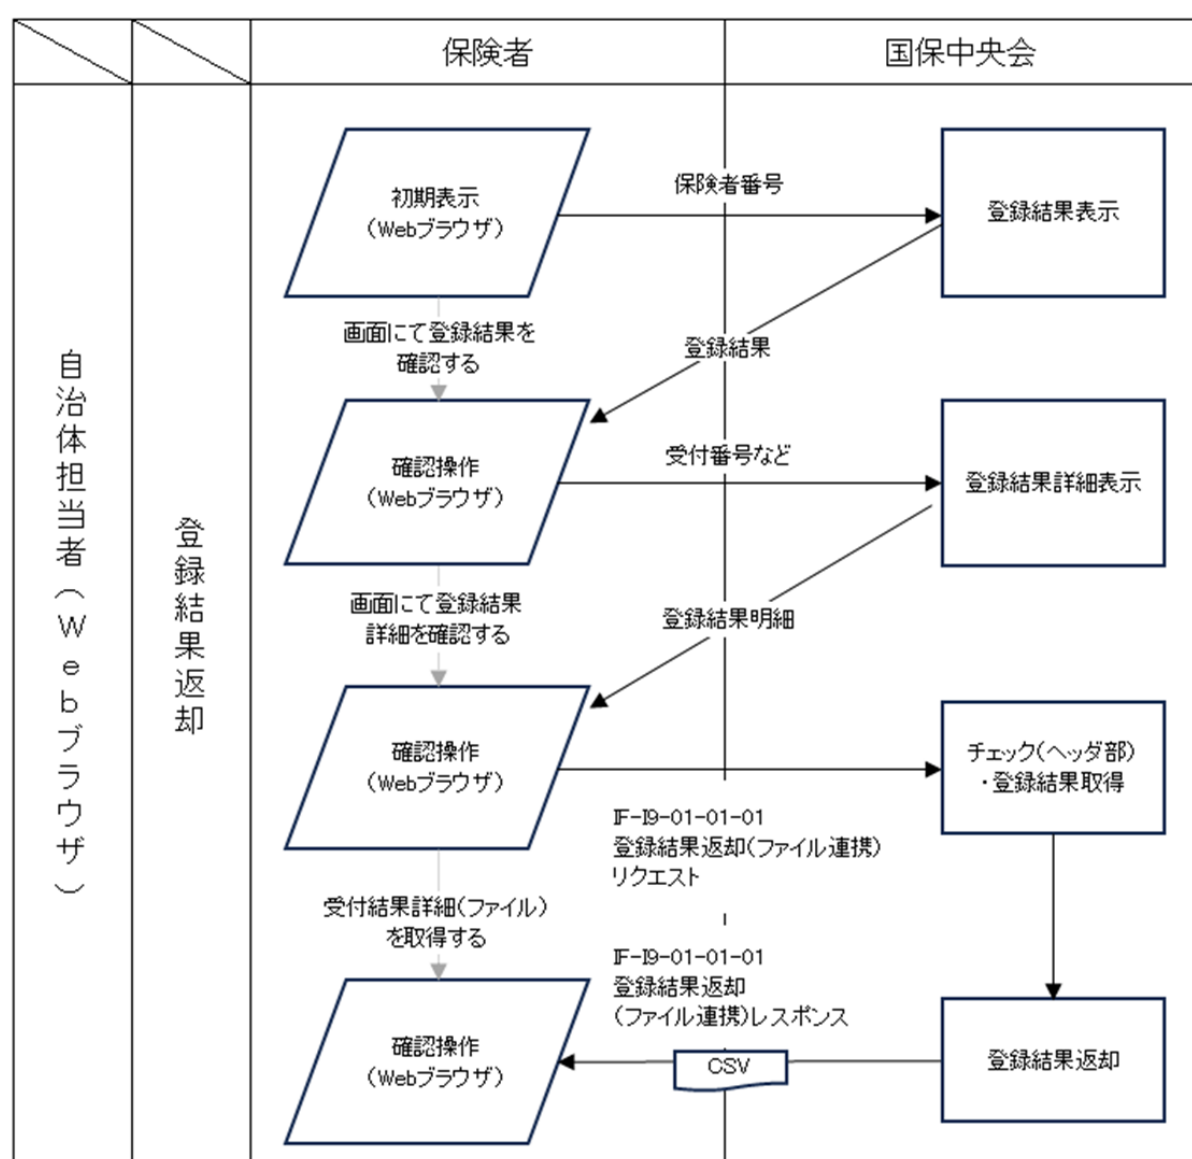 保険者
国保中央会
自治体担当者（Webブラウザ）
登録結果返却
初期表示
(Webブラウザ)
保険者番号
登録結果表示
画面にて登録結果を
確認する
登録結果
確認操作
(Webブラウザ)
受付番号など
登録結果詳細表示
画面にて登録結果
詳細を確認する
登録結果明細
確認操作
(Webブラウザ)
チェック(ヘッダ部)
・登録結果取得
IF-I9-01-01-01
登録結果返却(ファイル連携)
リクエスト
受付結果詳細(ファイル)
を取得する
IF-I9-01-01-01
登録結果返却
(ファイル連携)レスポンス
確認操作
(Webブラウザ)
CSV
登録結果返却